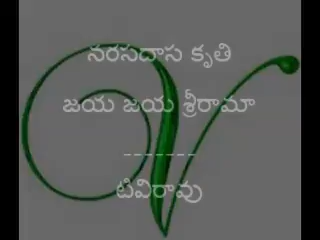 నరసదాస కృతి
జయ జయ శ్రీరామా
-------
టివిరావు